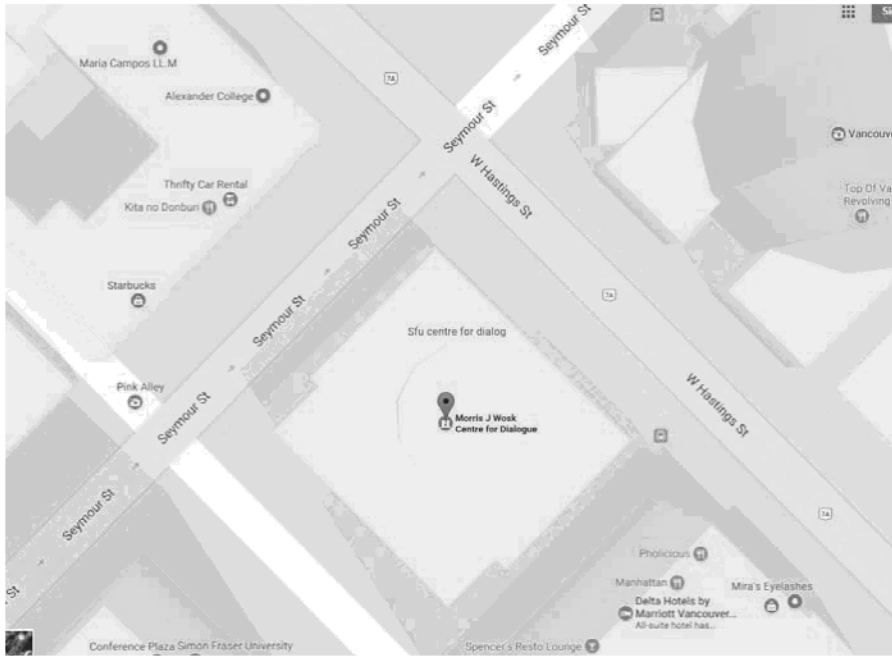 Seymour St
Maria Campos LL.M
7A
Alexander College
Seymour St
W Hastings St
Thrifty Car Rental
Kita no Donburi
Seymour St
Vancouve
Top Of Va
Revolving
Starbucks
Seymour St
7A
Sfu centre for dialog
Pink Alley
Seymour St
W Hastings St
Morris J Wosk
Centre for Dialogue
Seymour St
7A
Pholicious
Manhattan
Mira's Eyelashes
Delta Hotels by
Marriott Vancouver...
All-suite hotel has...
St
Conference Plaza
Simon Fraser University
Spencer's Resto Lounge